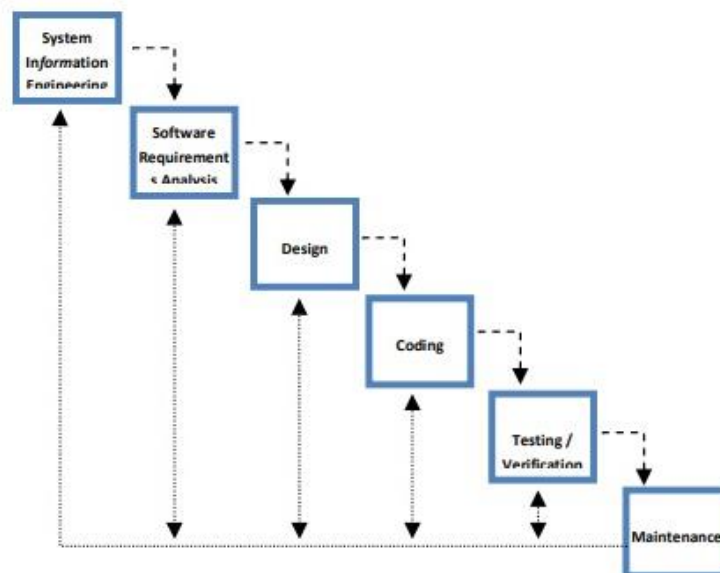 System
Information
Engineering
Software
Requirement
s Analysis
Design
Coding
Testing /
Verification
Maintenance